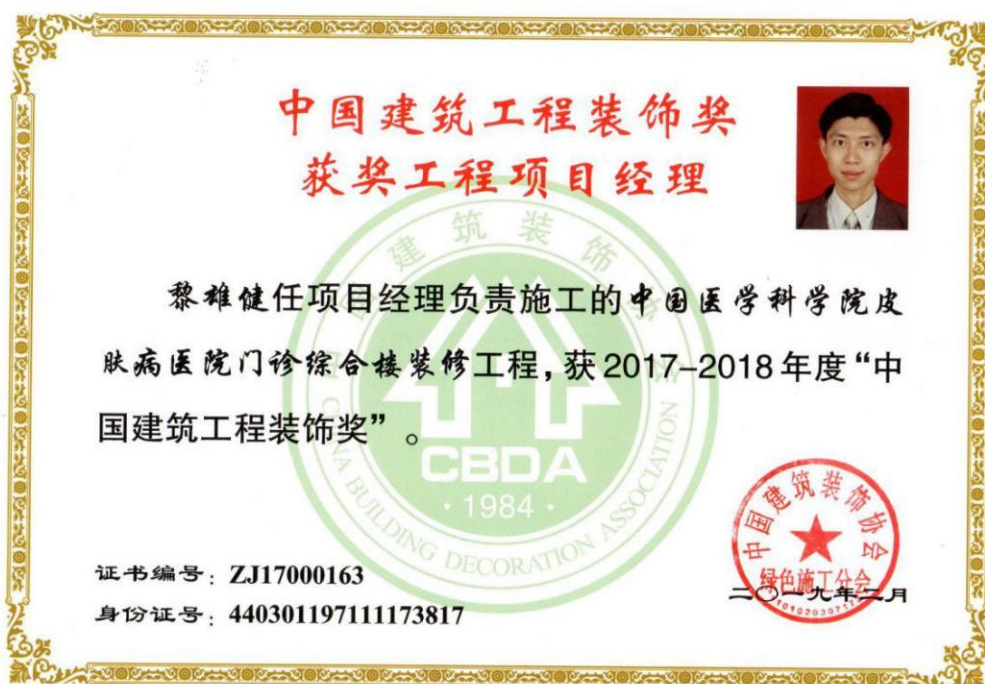 中国建筑工程装饰奖
获奖工程项目经理
黎雄健任项目经理负责施工的中国医学科学院皮
肤病医院门诊综合楼装修工程，获2017-2018年度“中
国建筑工程装饰奖”。
中国建筑装饰协会
CHINA BUILDING DECORATION ASSOCIATION
CBDA
·1984·
证书编号：ZJ17000163
身份证号：440301197111173817
中国建筑装饰协会
绿色施工分会
二〇一九年二月